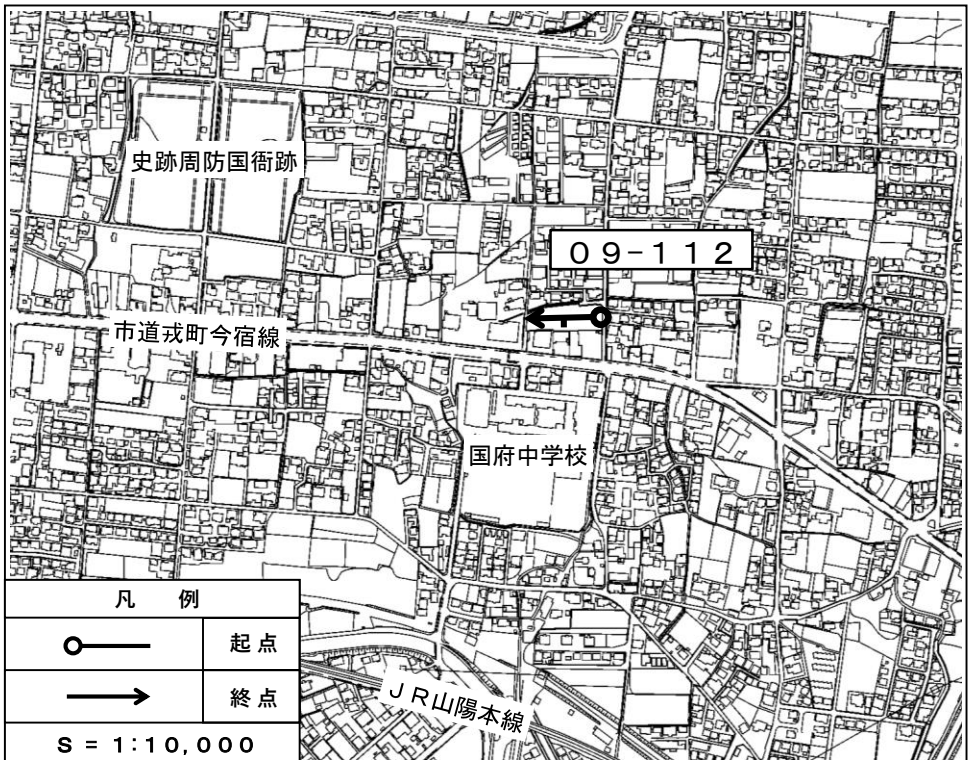 史跡周防国衙跡
０９－１１２
市道戎町今宿線
国府中学校
ＪＲ山陽本線
凡　例
起点
終点
Ｓ = １：１０,０００